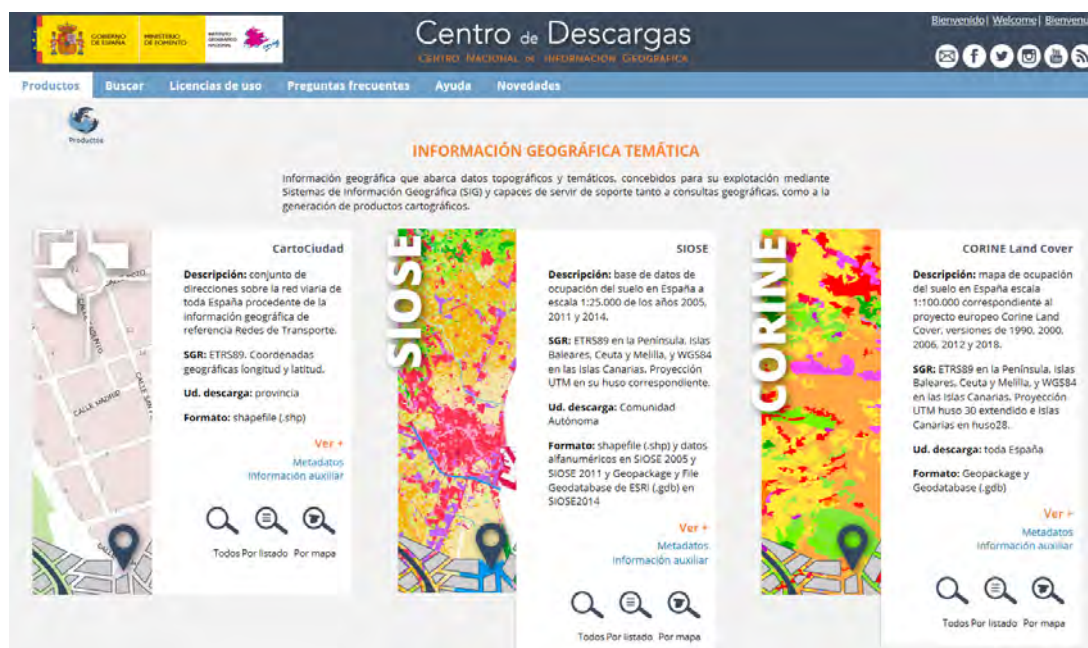 GOBIERNO
DE ESPAÑA
MINISTERIO
DE FOMENTO
INSTITUTO
GEOGRÁFICO
NACIONAL
Centro de Descargas
CENTRO NACIONAL DE INFORMACIÓN GEOGRÁFICA
Bienvenido| Welcome| Bienvenu
Productos Buscar Licencias de uso Preguntas frecuentes Ayuda Novedades
Productos
INFORMACIÓN GEOGRÁFICA TEMÁTICA
Información geográfica que abarca datos topográficos y temáticos, concebidos para su explotación mediante
Sistemas de Información Geográfica (SIG) y capaces de servir de soporte tanto a consultas geográficas, como a la
generación de productos cartográficos.
CALLE MADRID
CartoCiudad
Descripción: conjunto de
direcciones sobre la red viaria de
toda España procedente de la
información geográfica de
referencia Redes de Transporte.
SGR: ETRS89. Coordenadas
geográficas longitud y latitud.
Ud. descarga: provincia
Formato: shapefile (.shp)
Ver +
Metadatos
Información auxiliar
Todos Por listado Por mapa
SIOSE
SIOSE
Descripción: base de datos de
ocupación del suelo en España a
escala 1:25.000 de los años 2005,
2011 y 2014.
SGR: ETRS89 en la Península, Islas
Baleares, Ceuta y Melilla, y WGS84
en las Islas Canarias. Proyección
UTM en su huso correspondiente.
Ud. descarga: Comunidad
Autónoma
Formato: shapefile (.shp) y datos
alfanuméricos en SIOSE 2005 y
SIOSE 2011 y Geopackage y File
Geodatabase de ESRI (.gdb) en
SIOSE2014
Ver +
Metadatos
Información auxiliar
Todos Por listado Por mapa
CORINE
CORINE Land Cover
Descripción: mapa de ocupación
del suelo en España escala
1:100.000 correspondiente al
proyecto europeo Corine Land
Cover, versiones de 1990, 2000,
2006, 2012 y 2018.
SGR: ETRS89 en la Península, Islas
Baleares, Ceuta y Melilla, y WGS84
en las Islas Canarias. Proyección
UTM huso 30 extendido e Islas
Canarias en huso28.
Ud. descarga: toda España
Formato: Geopackage y
Geodatabase (.gdb)
Ver +
Metadatos
Información auxiliar
Todos Por listado Por mapa